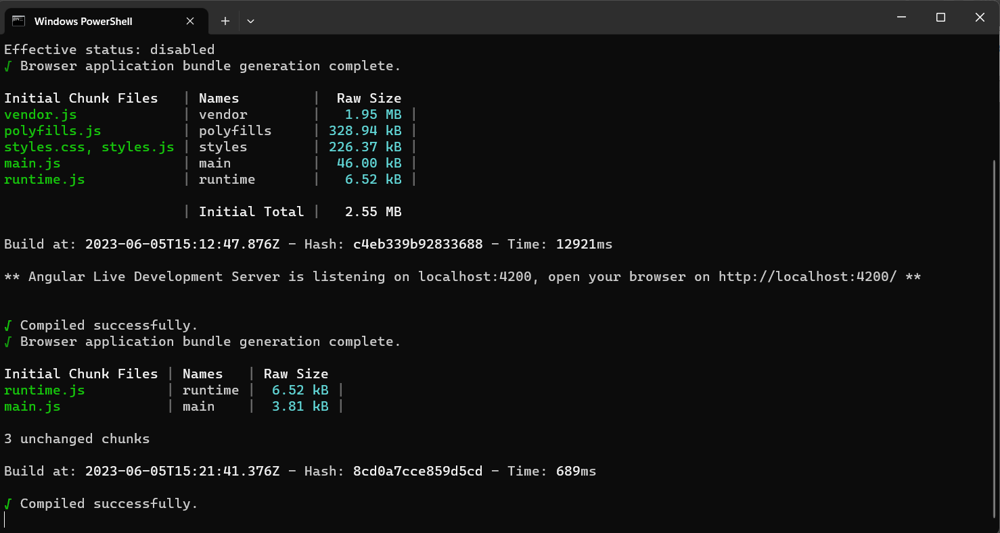 Windows PowerShell
Effective status: disabled
√ Browser application bundle generation complete.
Initial Chunk Files | Names | Raw Size
vendor.js | vendor | 1.95 MB |
polyfills.js | polyfills | 328.94 kB |
styles.css, styles.js | styles | 226.37 kB |
main.js | main | 46.00 kB |
runtime.js | runtime | 6.52 kB |
| Initial Total | 2.55 MB
Build at: 2023-06-05T15:12:47.876Z - Hash: c4eb339b92833688 - Time: 12921ms
** Angular Live Development Server is listening on localhost:4200, open your browser on http://localhost:4200/ **
√ Compiled successfully.
√ Browser application bundle generation complete.
Initial Chunk Files | Names | Raw Size
runtime.js | runtime | 6.52 kB |
main.js | main | 3.81 kB |
3 unchanged chunks
Build at: 2023-06-05T15:21:41.376Z - Hash: 8cd0a7cce859d5cd - Time: 689ms
√ Compiled successfully.